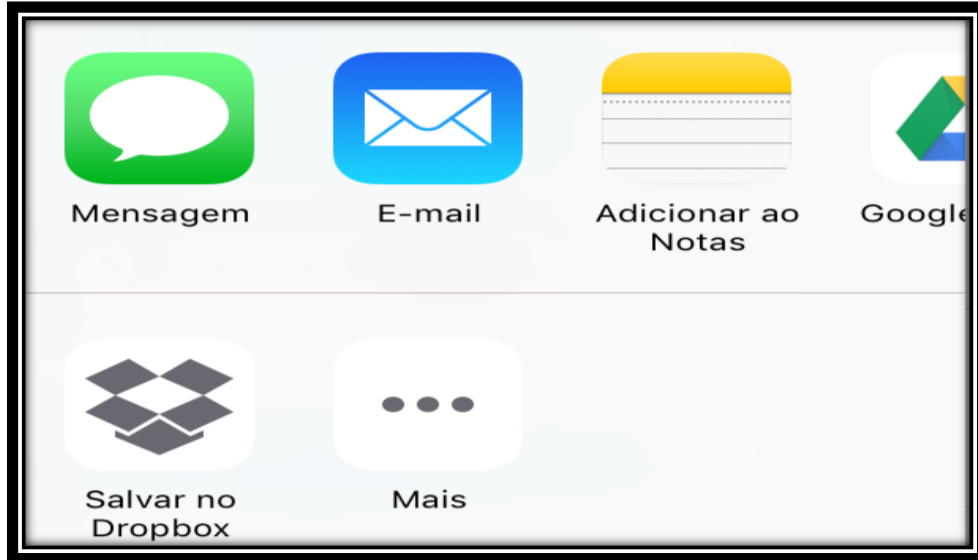 Mensagem
E-mail
Adicionar ao
Notas
Google
Salvar no
Dropbox
Mais